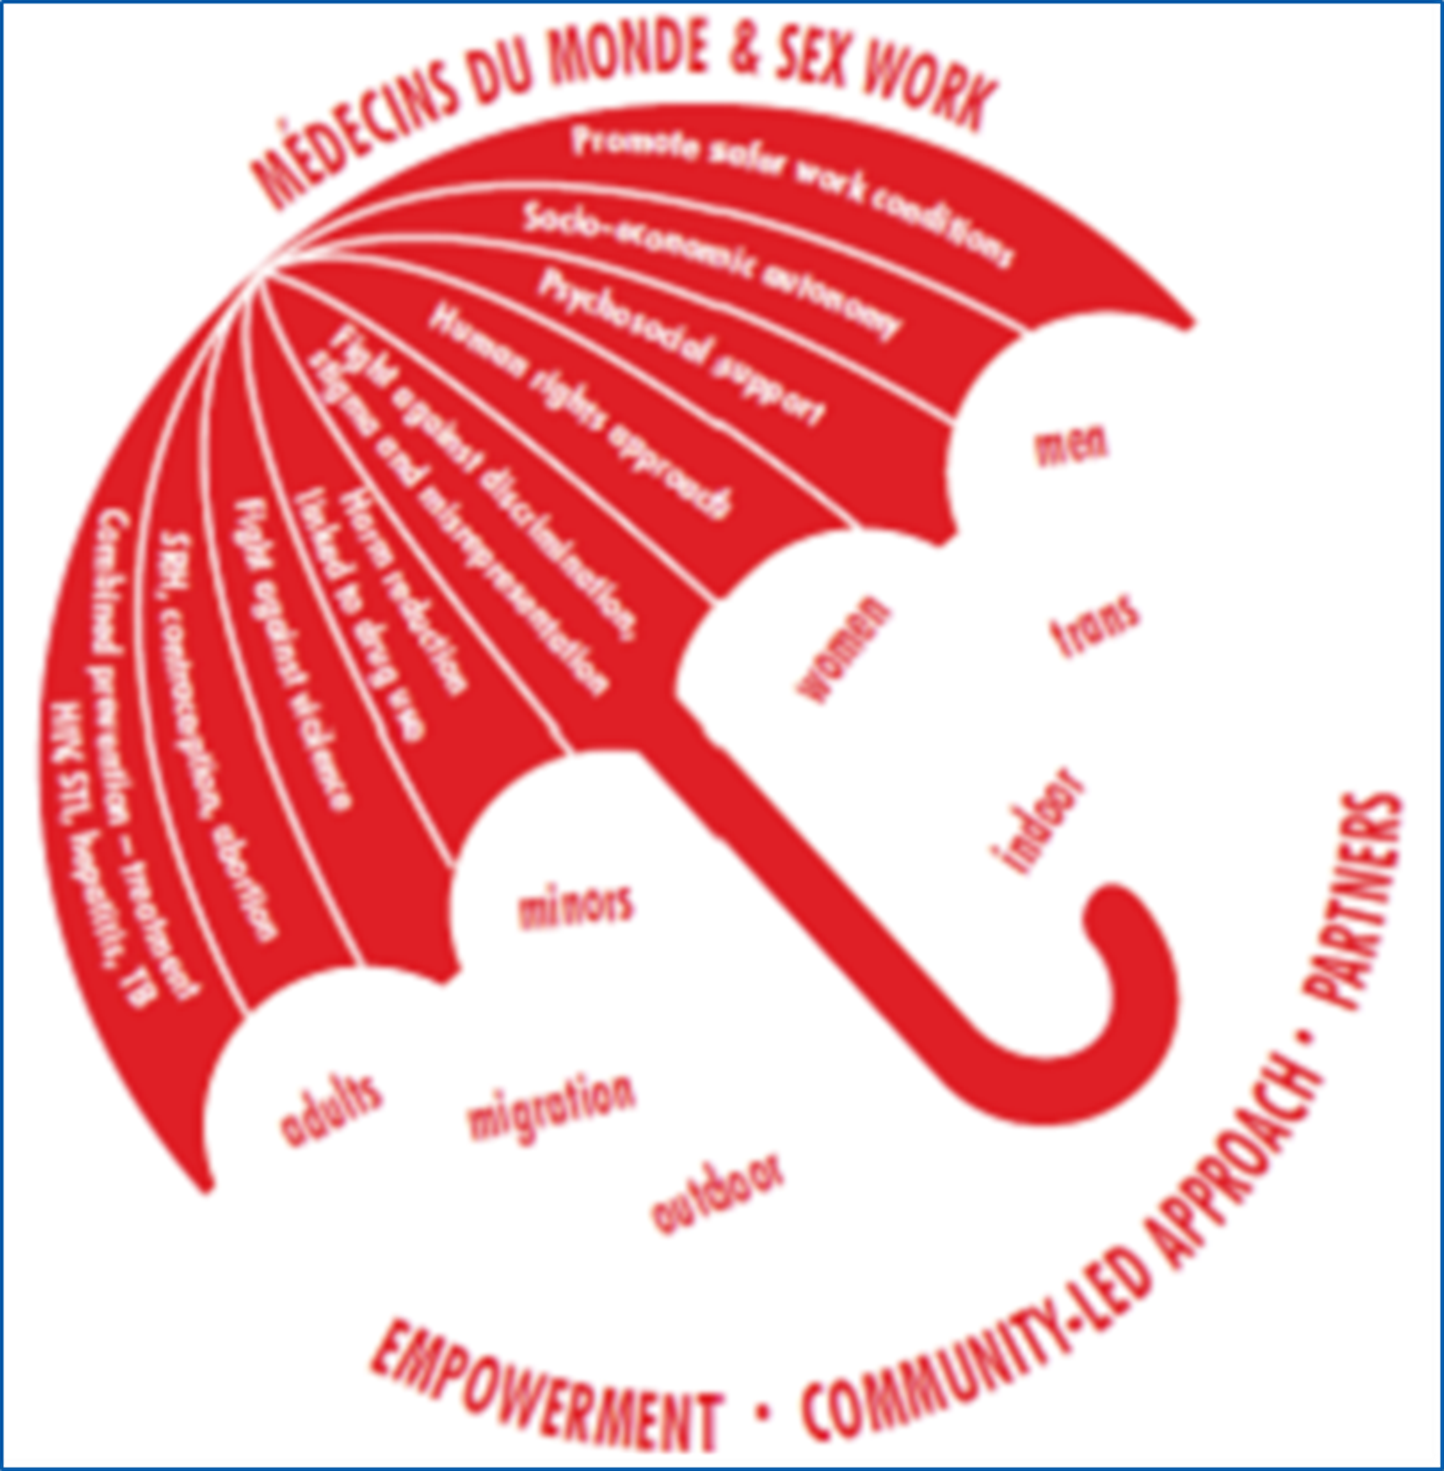 MÉDECINS DU MONDE & SEX WORK
Promote safer work conditions
Socio-economic autonomy
Psychosocial support
Human rights approach
Fight against discrimination,
stigma and misrepresentation
Harm reduction
linked to drug use
Fight against violence
SRH, contraception, abortion
Combined prevention – treatment
HIV, STI, hepatitis, TB
men
women
trans
indoor
minors
adults
migration
outdoor
EMPOWERMENT · COMMUNITY-LED APPROACH · PARTNERS